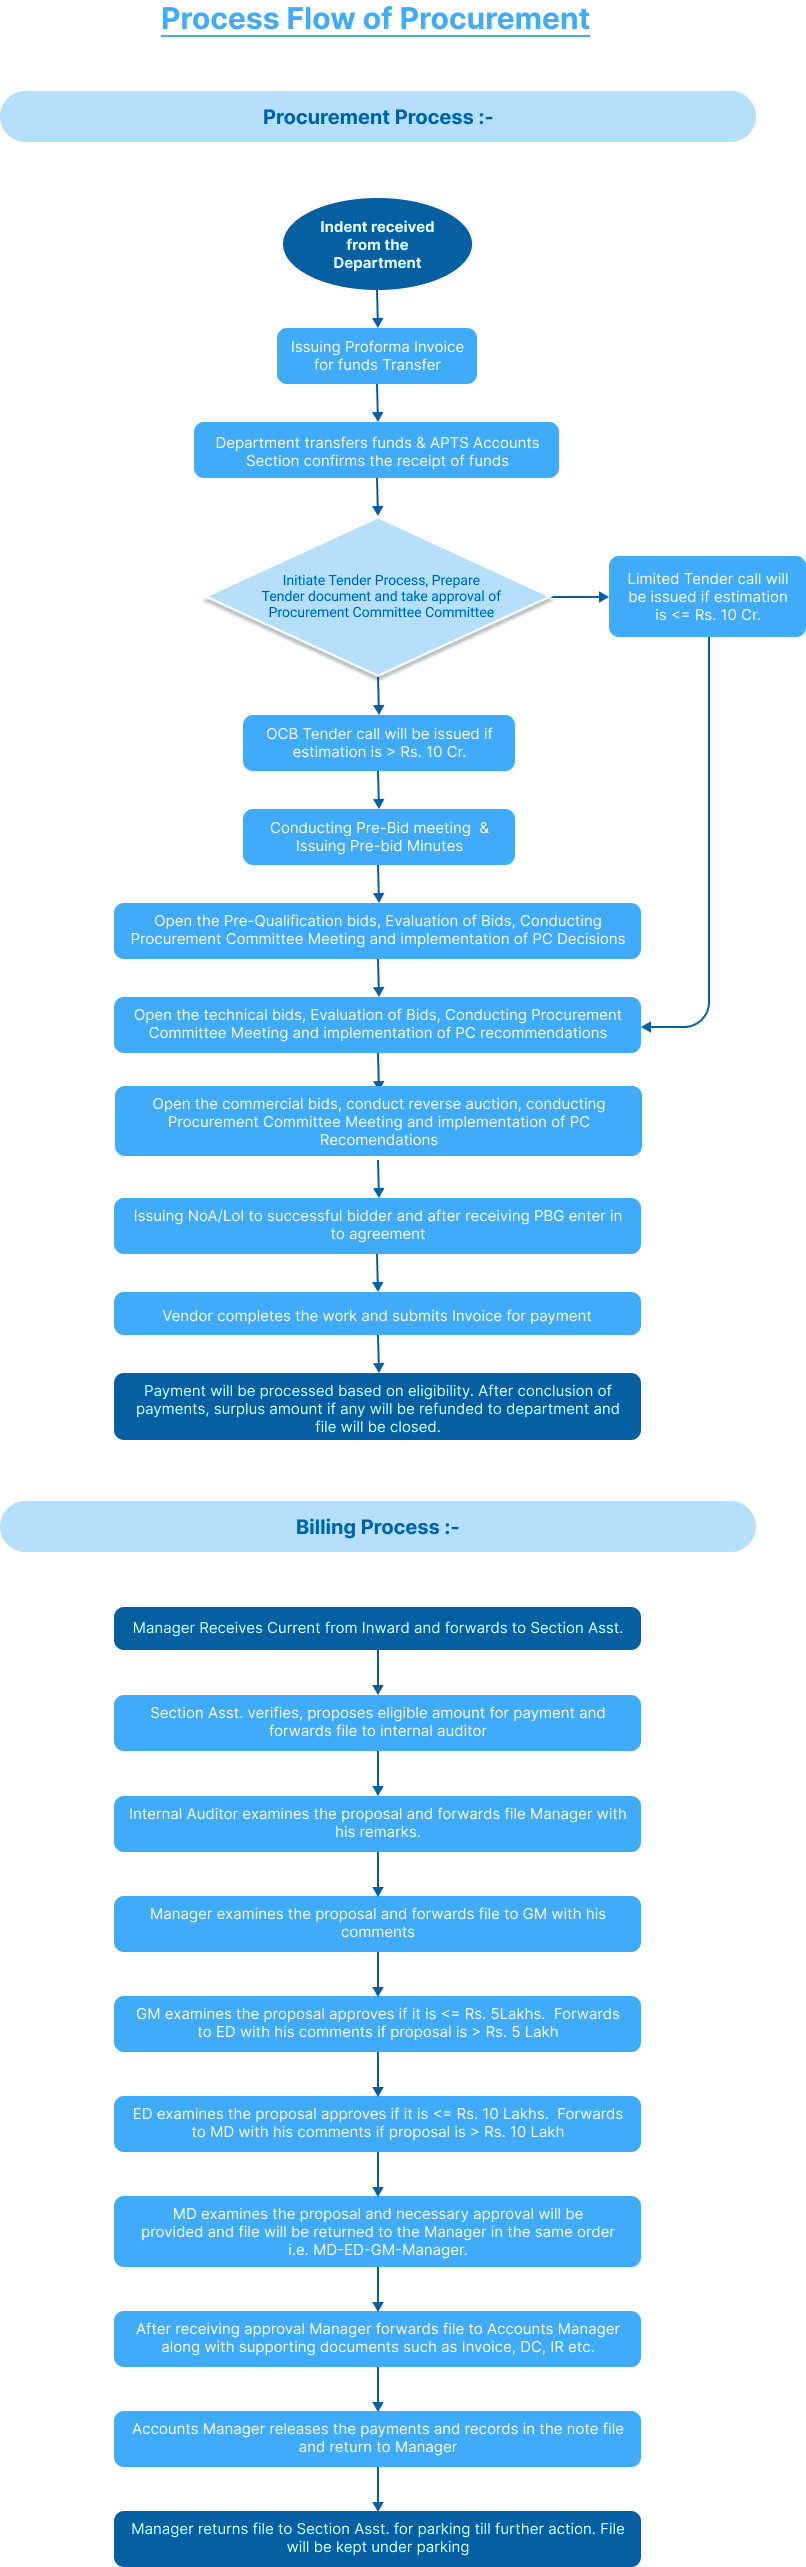 Process Flow of Procurement
Procurement Process :-
Indent received
from the
Department
Issuing Proforma Invoice
for funds Transfer
Department transfers funds & APTS Accounts
Section confirms the receipt of funds
Initiate Tender Process, Prepare
Tender document and take approval of
Procurement Committee Committee
Limited Tender call will
be issued if estimation
is <= Rs. 10 Cr.
OCB Tender call will be issued if
estimation is > Rs. 10 Cr.
Conducting Pre-Bid meeting  &
Issuing Pre-bid Minutes
Open the Pre-Qualification bids, Evaluation of Bids, Conducting
Procurement Committee Meeting and implementation of PC Decisions
Open the technical bids, Evaluation of Bids, Conducting Procurement
Committee Meeting and implementation of PC recommendations
Open the commercial bids, conduct reverse auction, conducting
Procurement Committee Meeting and implementation of PC
Recomendations
Issuing NoA/LoI to successful bidder and after receiving PBG enter in
to agreement
Vendor completes the work and submits Invoice for payment
Payment will be processed based on eligibility. After conclusion of
payments, surplus amount if any will be refunded to department and
file will be closed.
Billing Process :-
Manager Receives Current from Inward and forwards to Section Asst.
Section Asst. verifies, proposes eligible amount for payment and
forwards file to internal auditor
Internal Auditor examines the proposal and forwards file Manager with
his remarks.
Manager examines the proposal and forwards file to GM with his
comments
GM examines the proposal approves if it is <= Rs. 5Lakhs.  Forwards
to ED with his comments if proposal is > Rs. 5 Lakh
ED examines the proposal approves if it is <= Rs. 10 Lakhs.  Forwards
to MD with his comments if proposal is > Rs. 10 Lakh
MD examines the proposal and necessary approval will be
provided and file will be returned to the Manager in the same order
i.e. MD-ED-GM-Manager.
After receiving approval Manager forwards file to Accounts Manager
along with supporting documents such as Invoice, DC, IR etc.
Accounts Manager releases the payments and records in the note file
and return to Manager
Manager returns file to Section Asst. for parking till further action. File
will be kept under parking